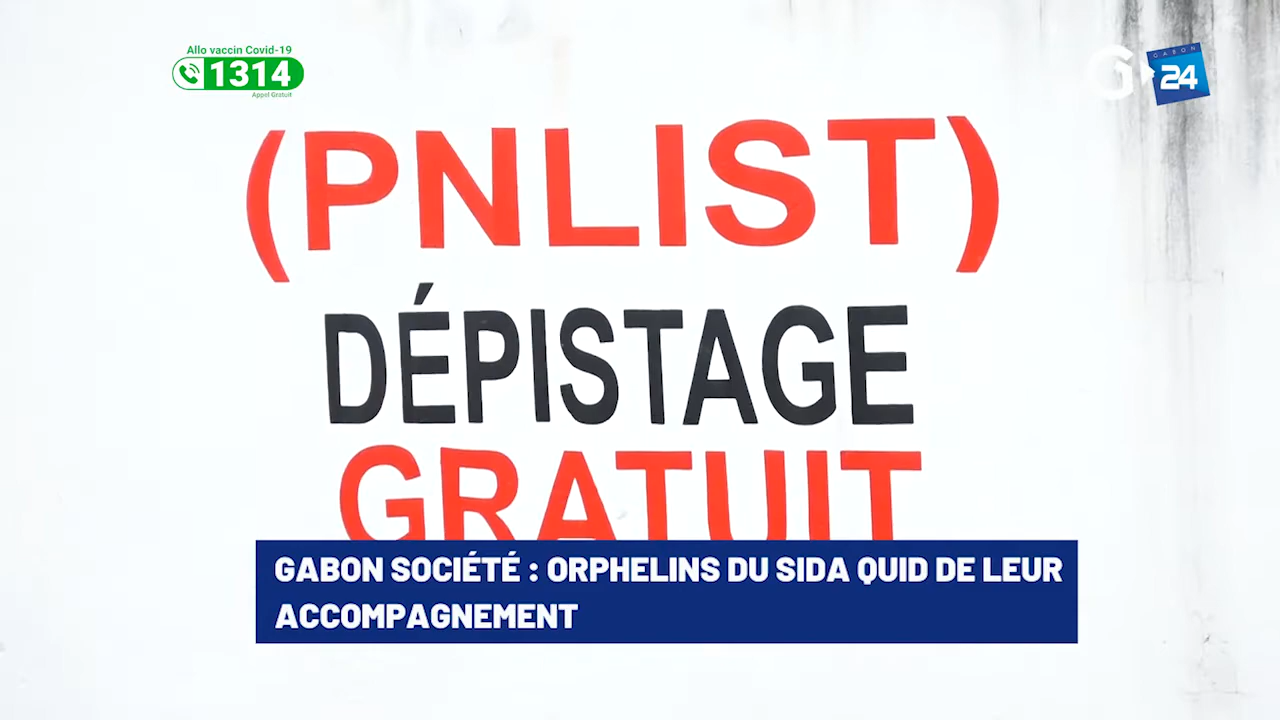 Allo vaccin Covid-19
1314
Appel Gratuit
GABON
G 24
(PNLIST)
DÉPISTAGE
GRATUIT
GABON SOCIÉTÉ : ORPHELINS DU SIDA QUID DE LEUR
ACCOMPAGNEMENT